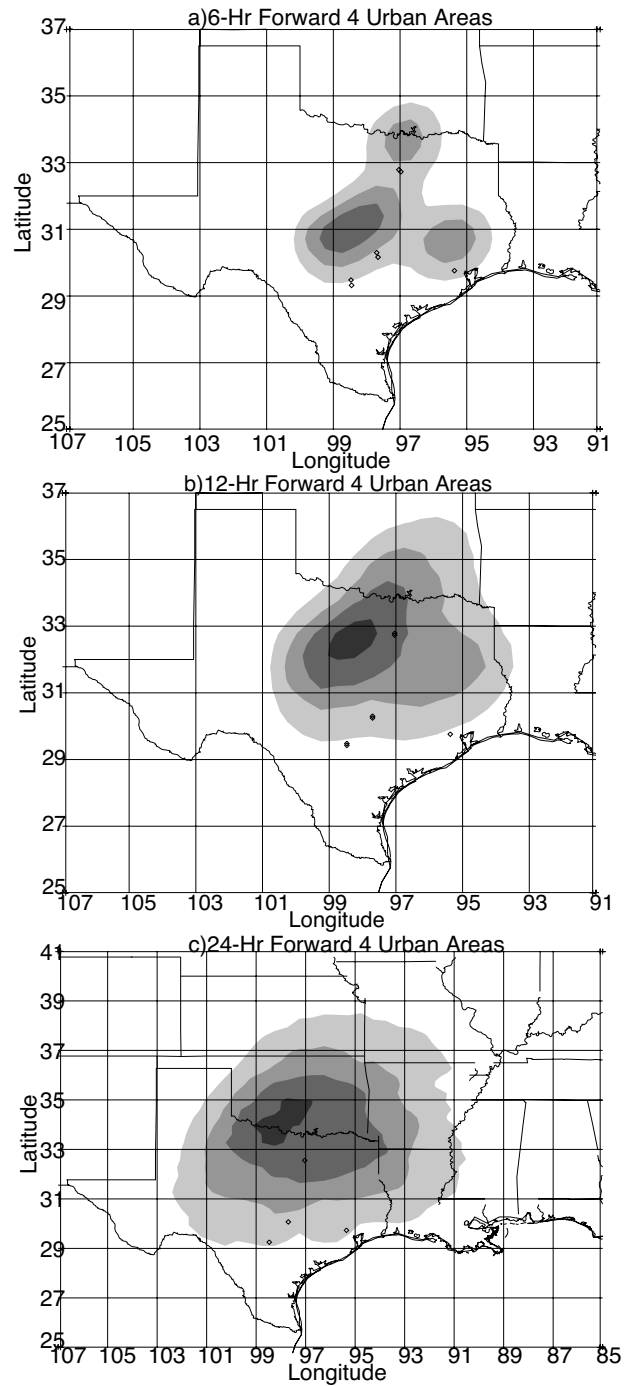 a)6-Hr Forward 4 Urban Areas
37
35
33
31
29
27
25
Latitude
107 105 103 101 99 97 95 93 91
Longitude
b)12-Hr Forward 4 Urban Areas
37
35
33
31
29
27
25
Latitude
107 105 103 101 99 97 95 93 91
Longitude
c)24-Hr Forward 4 Urban Areas
41
39
37
35
33
31
29
27
25
Latitude
107 105 103 101 99 97 95 93 91 89 87 85
Longitude